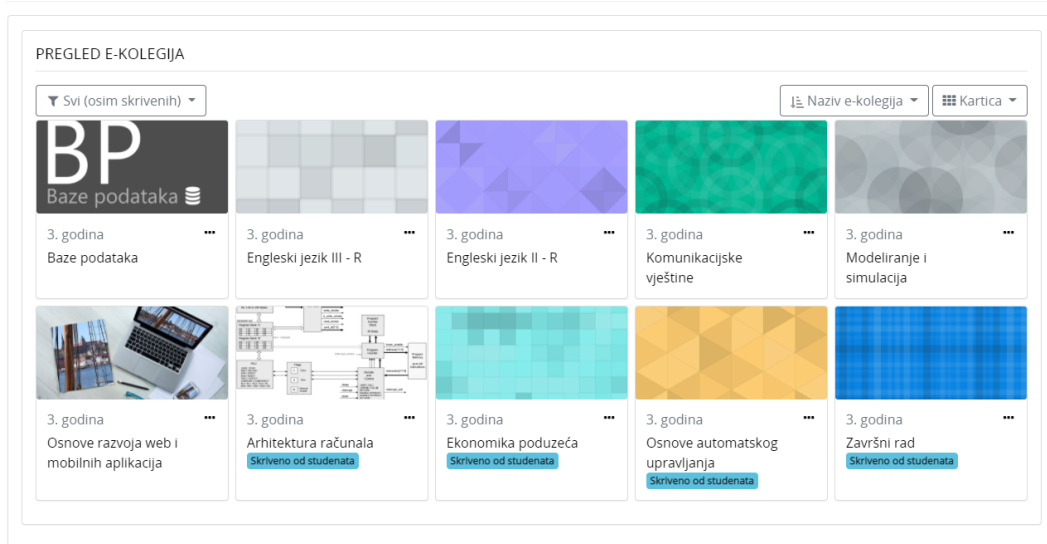 PREGLED E-KOLEGIJA
Svi (osim skrivenih)
Naziv e-kolegija
Kartica
BP
Baze podataka
3. godina
Baze podataka
3. godina
Engleski jezik III - R
3. godina
Engleski jezik II - R
3. godina
Komunikacijske
vještine
3. godina
Modeliranje i
simulacija
3. godina
Osnove razvoja web i
mobilnih aplikacija
3. godina
Arhitektura računala
Skriveno od studenata
3. godina
Ekonomika poduzeća
Skriveno od studenata
3. godina
Osnove automatskog
upravljanja
Skriveno od studenata
3. godina
Završni rad
Skriveno od studenata